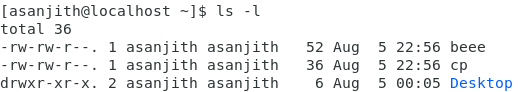 [asanjith@localhost ~]$ ls -l
total 36
-rw-rw-r--. 1 asanjith asanjith   52 Aug  5 22:56 beee
-rw-rw-r--. 1 asanjith asanjith   36 Aug  5 22:56 cp
drwxr-xr-x. 2 asanjith asanjith    6 Aug  5 00:05 Desktop